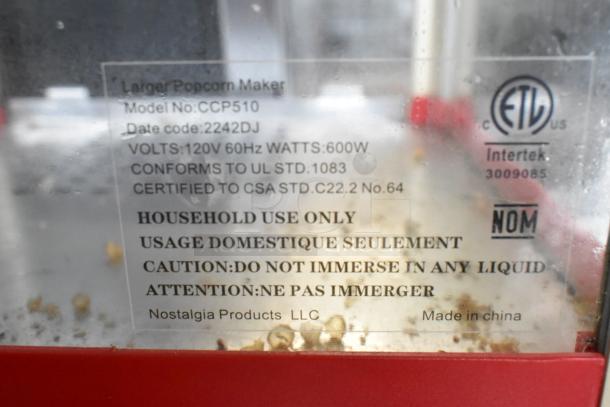 Larger Popcorn Maker
Model No:CCP510
Date code:2242DJ
VOLTS:120V 60Hz WATTS:600W
CONFORMS TO UL STD.1083
CERTIFIED TO CSA STD.C22.2 No.64
HOUSEHOLD USE ONLY
USAGE DOMESTIQUE SEULEMENT
CAUTION:DO NOT IMMERSE IN ANY LIQUID
ATTENTION:NE PAS IMMERGER
Nostalgia Products LLC
Made in china
ETL
C US
Intertek
3009085
NOM